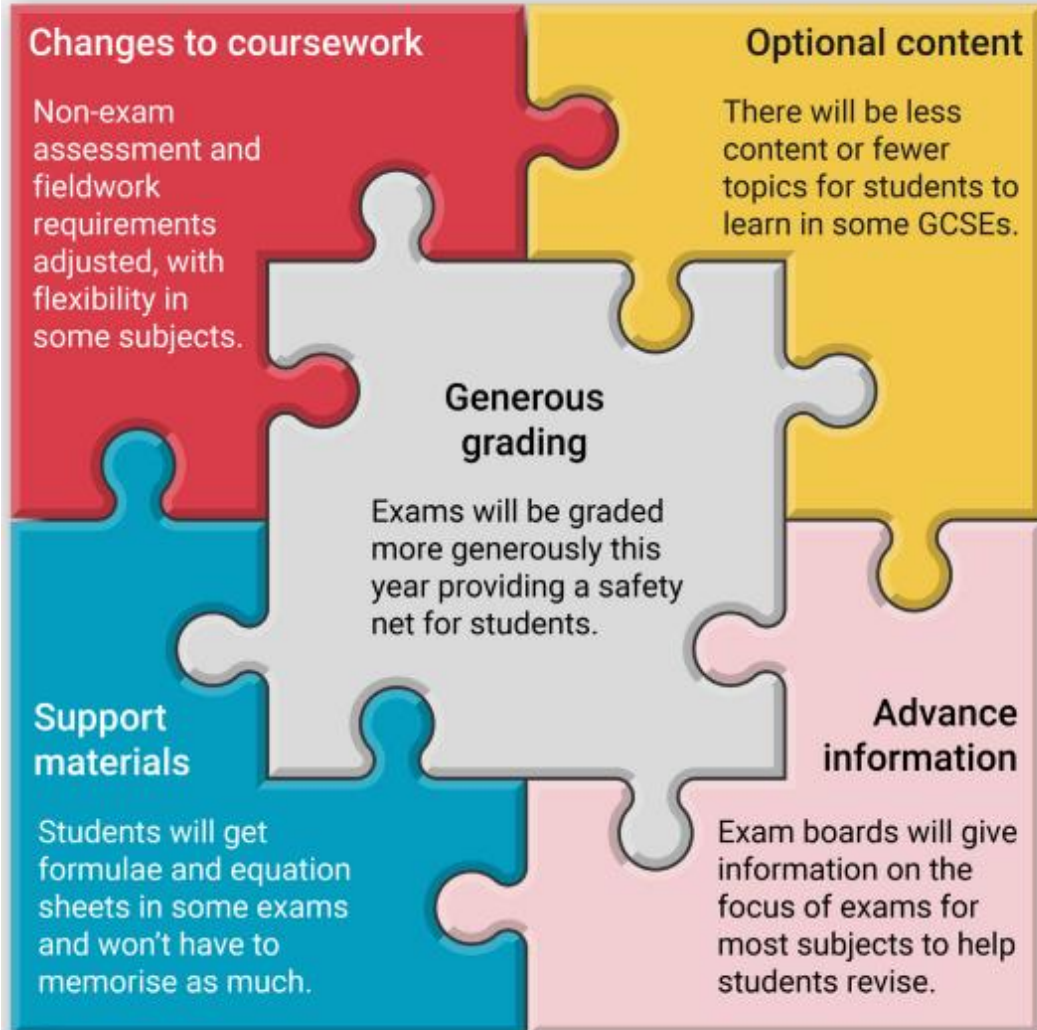 Changes to coursework
Non-exam
assessment and
fieldwork
requirements
adjusted, with
flexibility in
some subjects.
Optional content
There will be less
content or fewer
topics for students to
learn in some GCSEs.
Generous
grading
Exams will be graded
more generously this
year providing a safety
net for students.
Support
materials
Students will get
formulae and equation
sheets in some exams
and won't have to
memorise as much.
Advance
information
Exam boards will give
information on the
focus of exams for
most subjects to help
students revise.